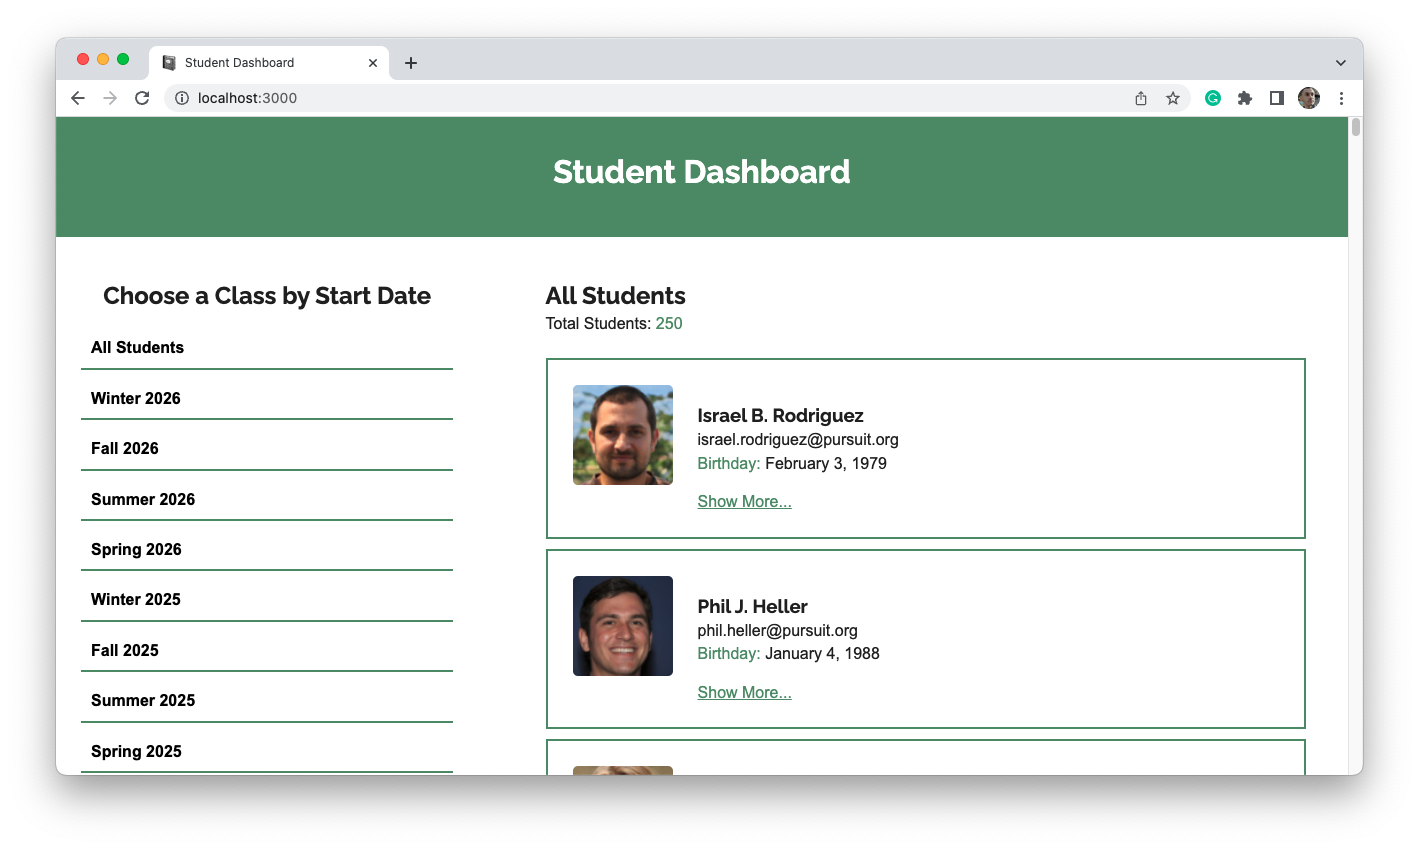 Student Dashboard
localhost:3000
Student Dashboard
Choose a Class by Start Date
All Students
Winter 2026
Fall 2026
Summer 2026
Spring 2026
Winter 2025
Fall 2025
Summer 2025
Spring 2025
All Students
Total Students: 250
Israel B. Rodriguez
israel.rodriguez@pursuit.org
Birthday: February 3, 1979
Show More...
Phil J. Heller
phil.heller@pursuit.org
Birthday: January 4, 1988
Show More...